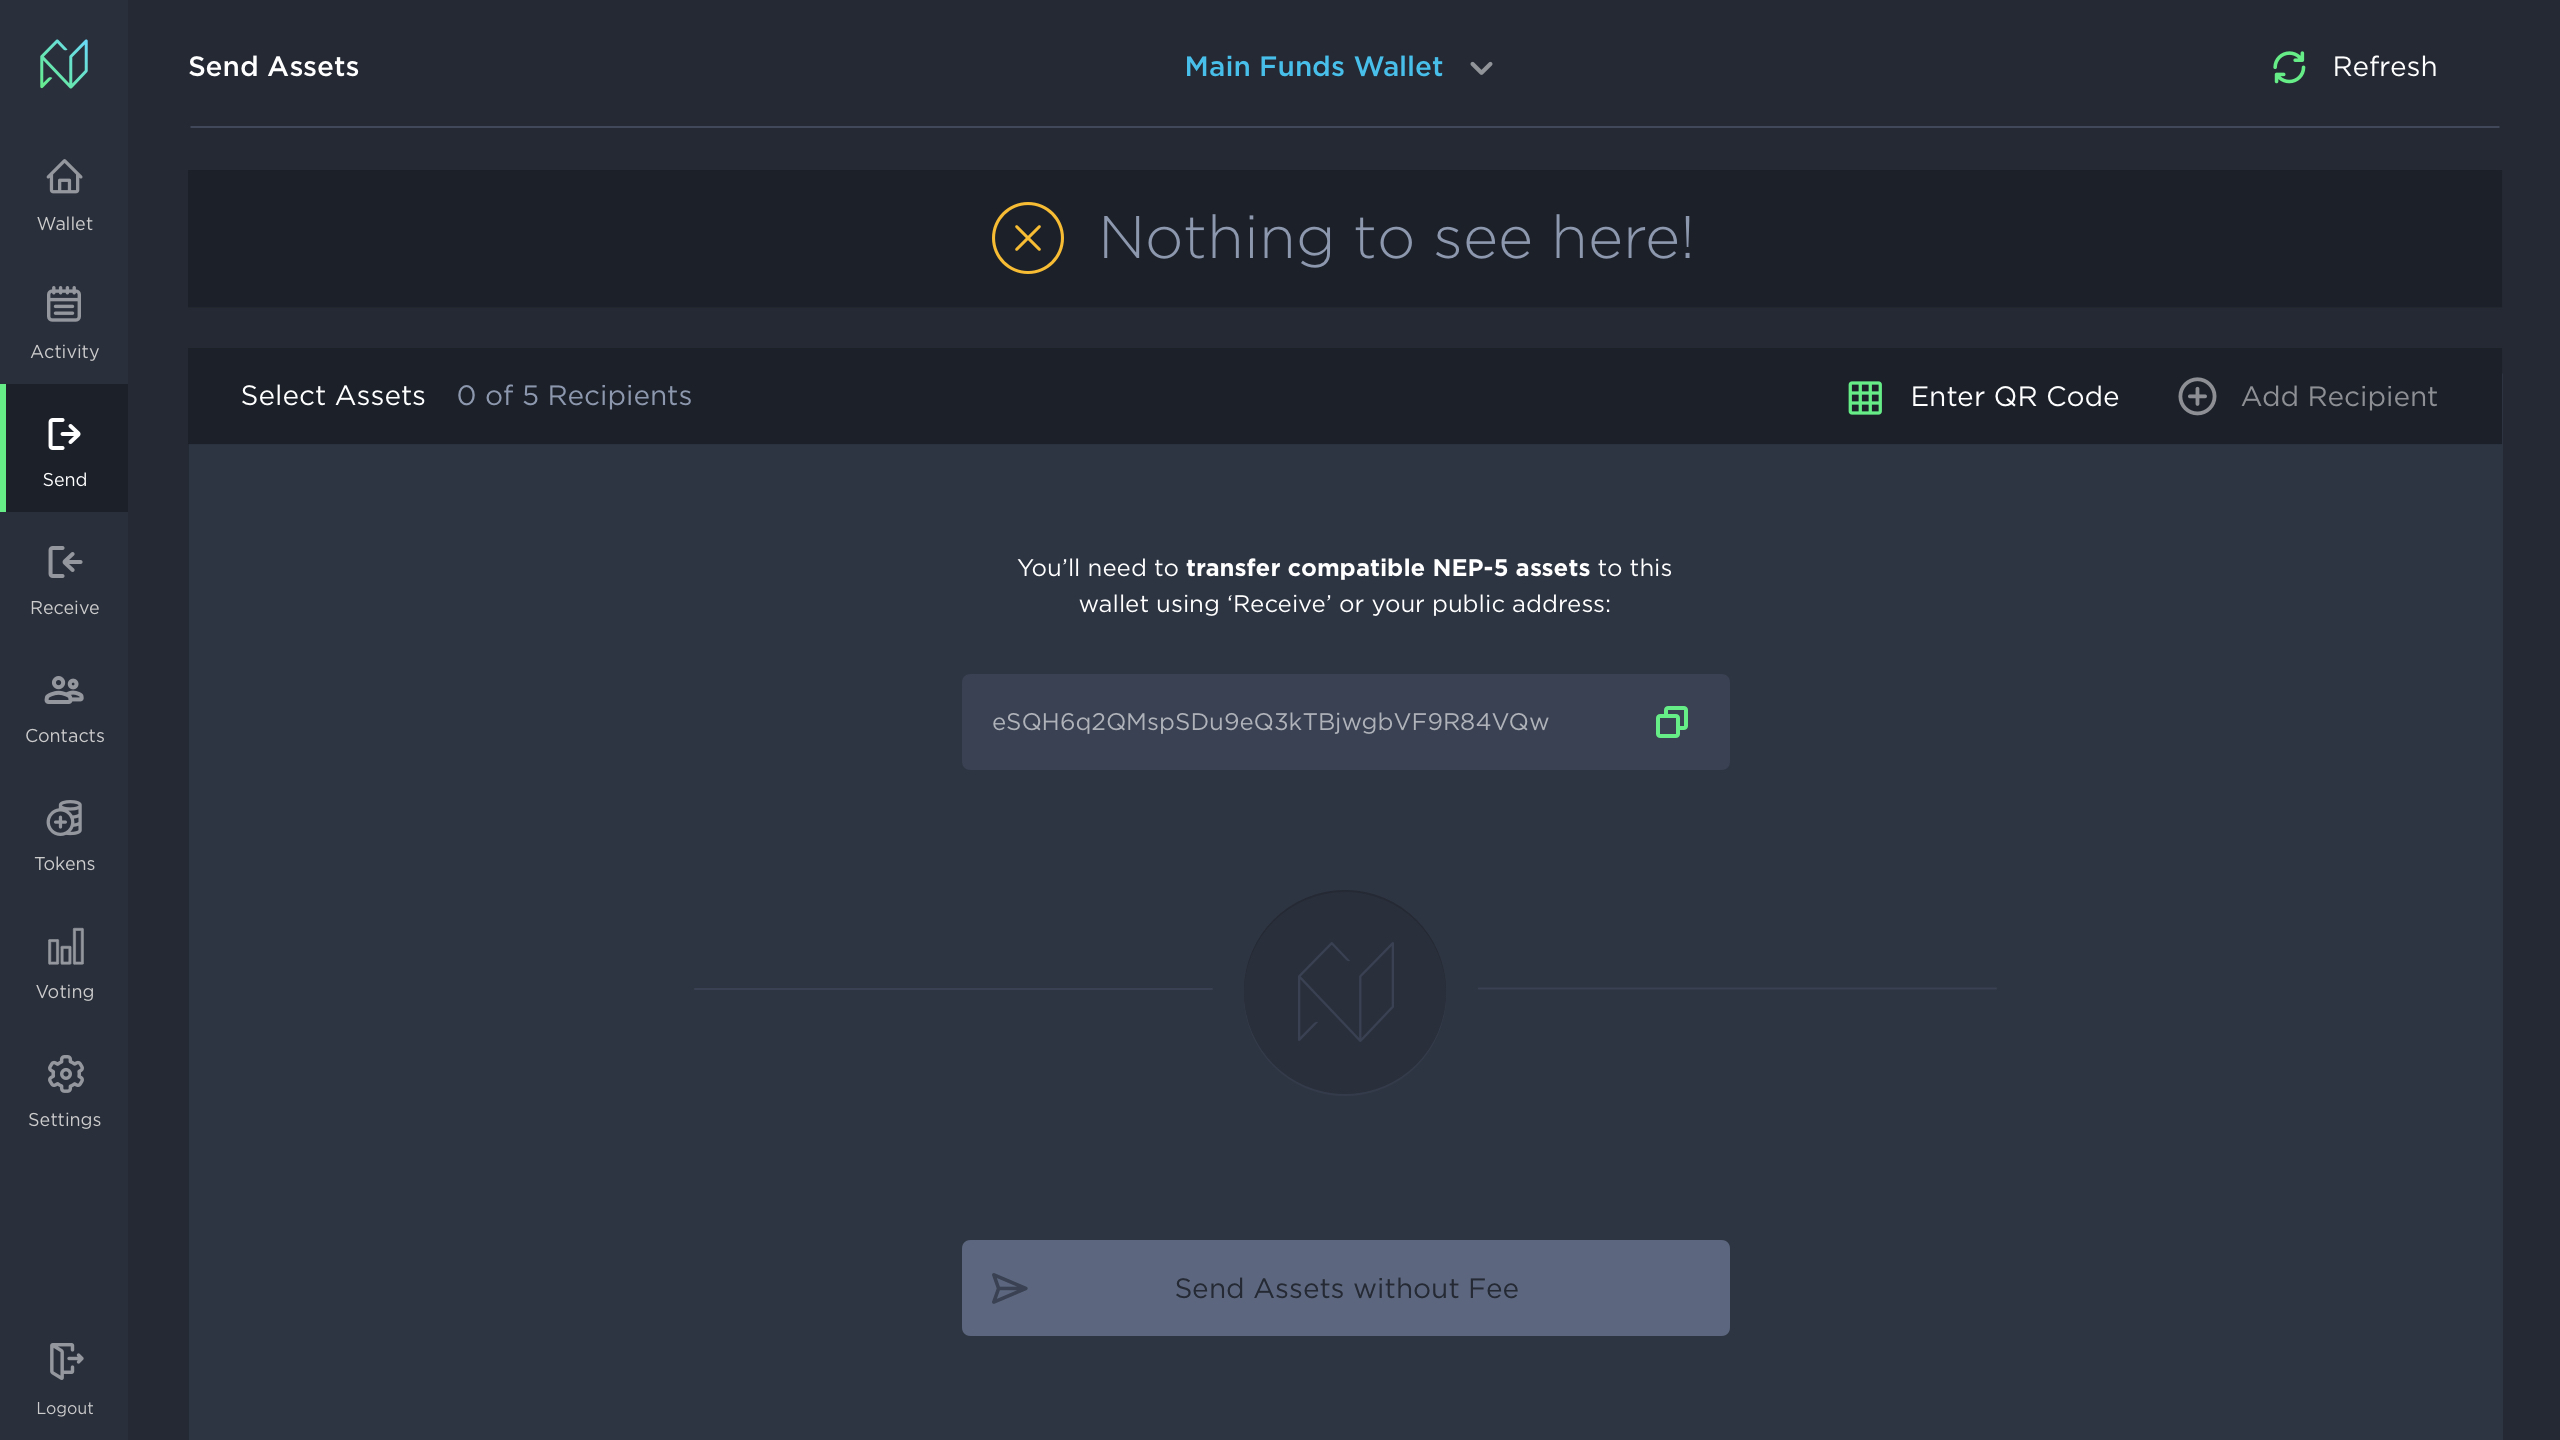 Send Assets
Main Funds Wallet
Refresh
Wallet
Activity
Send
Receive
Contacts
Tokens
Voting
Settings
Logout
Nothing to see here!
Select Assets 0 of 5 Recipients
Enter QR Code
Add Recipient
You’ll need to transfer compatible NEP-5 assets to this
wallet using ‘Receive’ or your public address:
eSQH6q2QMspSDu9eQ3kTBjwgbVF9R84VQw
Send Assets without Fee